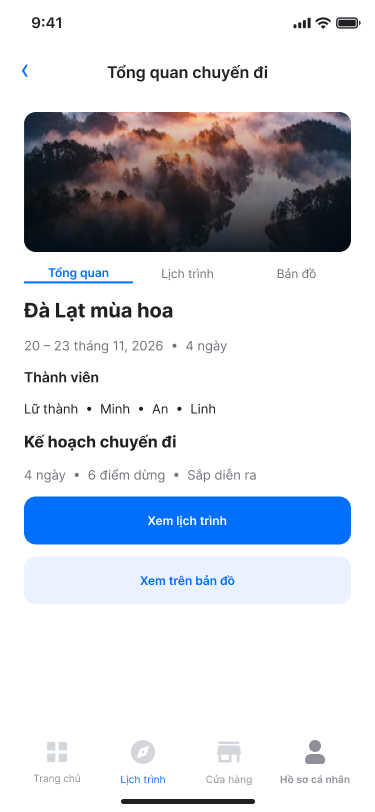 9:41
Tổng quan chuyến đi
Tổng quan Lịch trình Bản đồ
Đà Lạt mùa hoa
20 – 23 tháng 11, 2026 • 4 ngày
Thành viên
Lữ thành • Minh • An • Linh
Kế hoạch chuyến đi
4 ngày • 6 điểm dừng • Sắp diễn ra
Xem lịch trình
Xem trên bản đồ
Trang chủ Lịch trình Cửa hàng Hồ sơ cá nhân